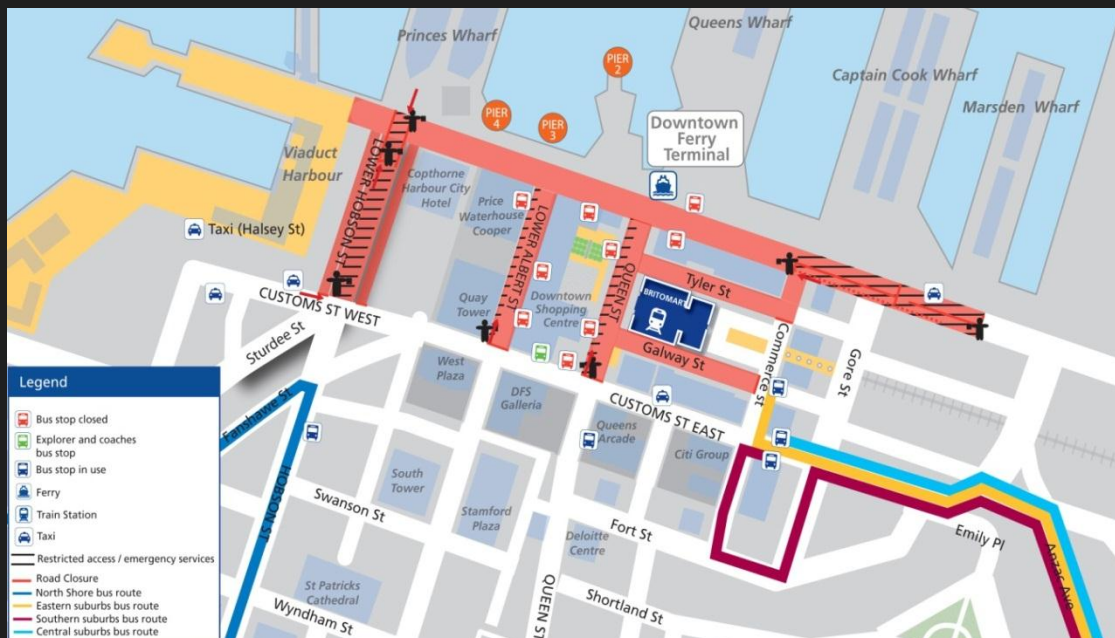 Princes Wharf
Queens Wharf
Captain Cook Wharf
Marsden Wharf
PIER
2
PIER
4
PIER
3
Downtown
Ferry
Terminal
Viaduct
Harbour
LOWER HOBSON ST
Copthorne
Harbour City
Hotel
Price
Waterhouse
Cooper
LOWER ALBERT ST
Taxi (Halsey St)
QUEEN ST
Tyler St
BRITOMART
Quay
Tower
Downtown
Shopping
Centre
CUSTOMS ST WEST
Galway St
Commerce st
Gore St
Sturdee St
West
Plaza
DFS
Galleria
CUSTOMS ST EAST
Queens
Arcade
Citi Group
Fanshawe St
HOBSON ST
South
Tower
Swanson St
Stamford
Plaza
Fort St
Deloitte
Centre
Emily Pl
Anzac Ave
St Patricks
Cathedral
QUEEN ST
Shortland St
Wyndham St
Legend
Bus stop closed
Explorer and coaches
bus stop
Bus stop in use
Ferry
Train Station
Taxi
Restricted access / emergency services
Road Closure
North Shore bus route
Eastern suburbs bus route
Southern suburbs bus route
Central suburbs bus route